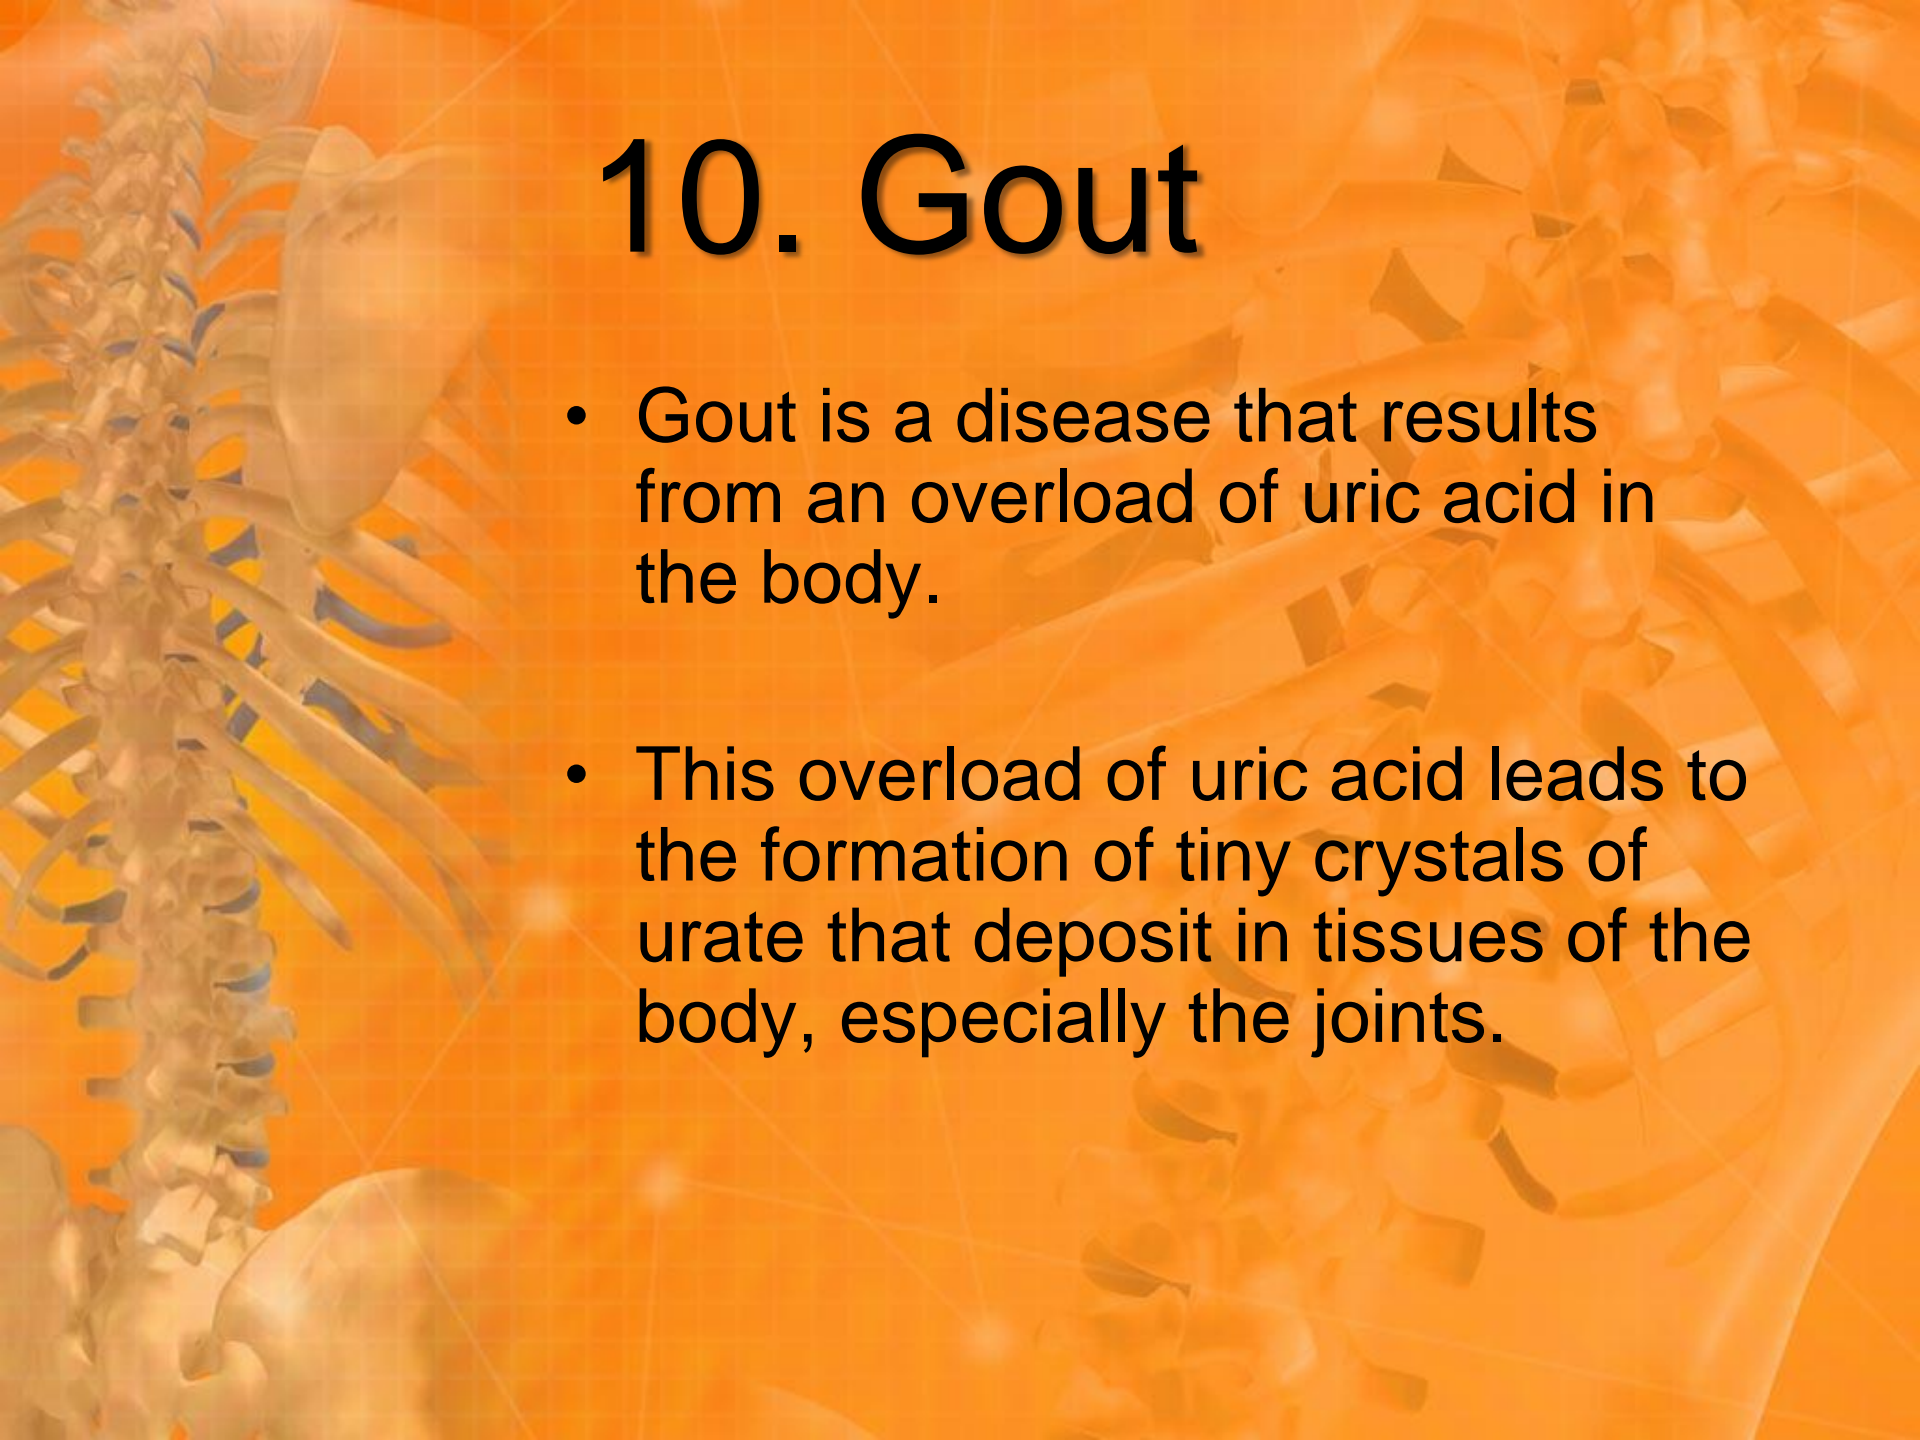 10. Gout
• Gout is a disease that results
from an overload of uric acid in
the body.
• This overload of uric acid leads to
the formation of tiny crystals of
urate that deposit in tissues of the
body, especially the joints.